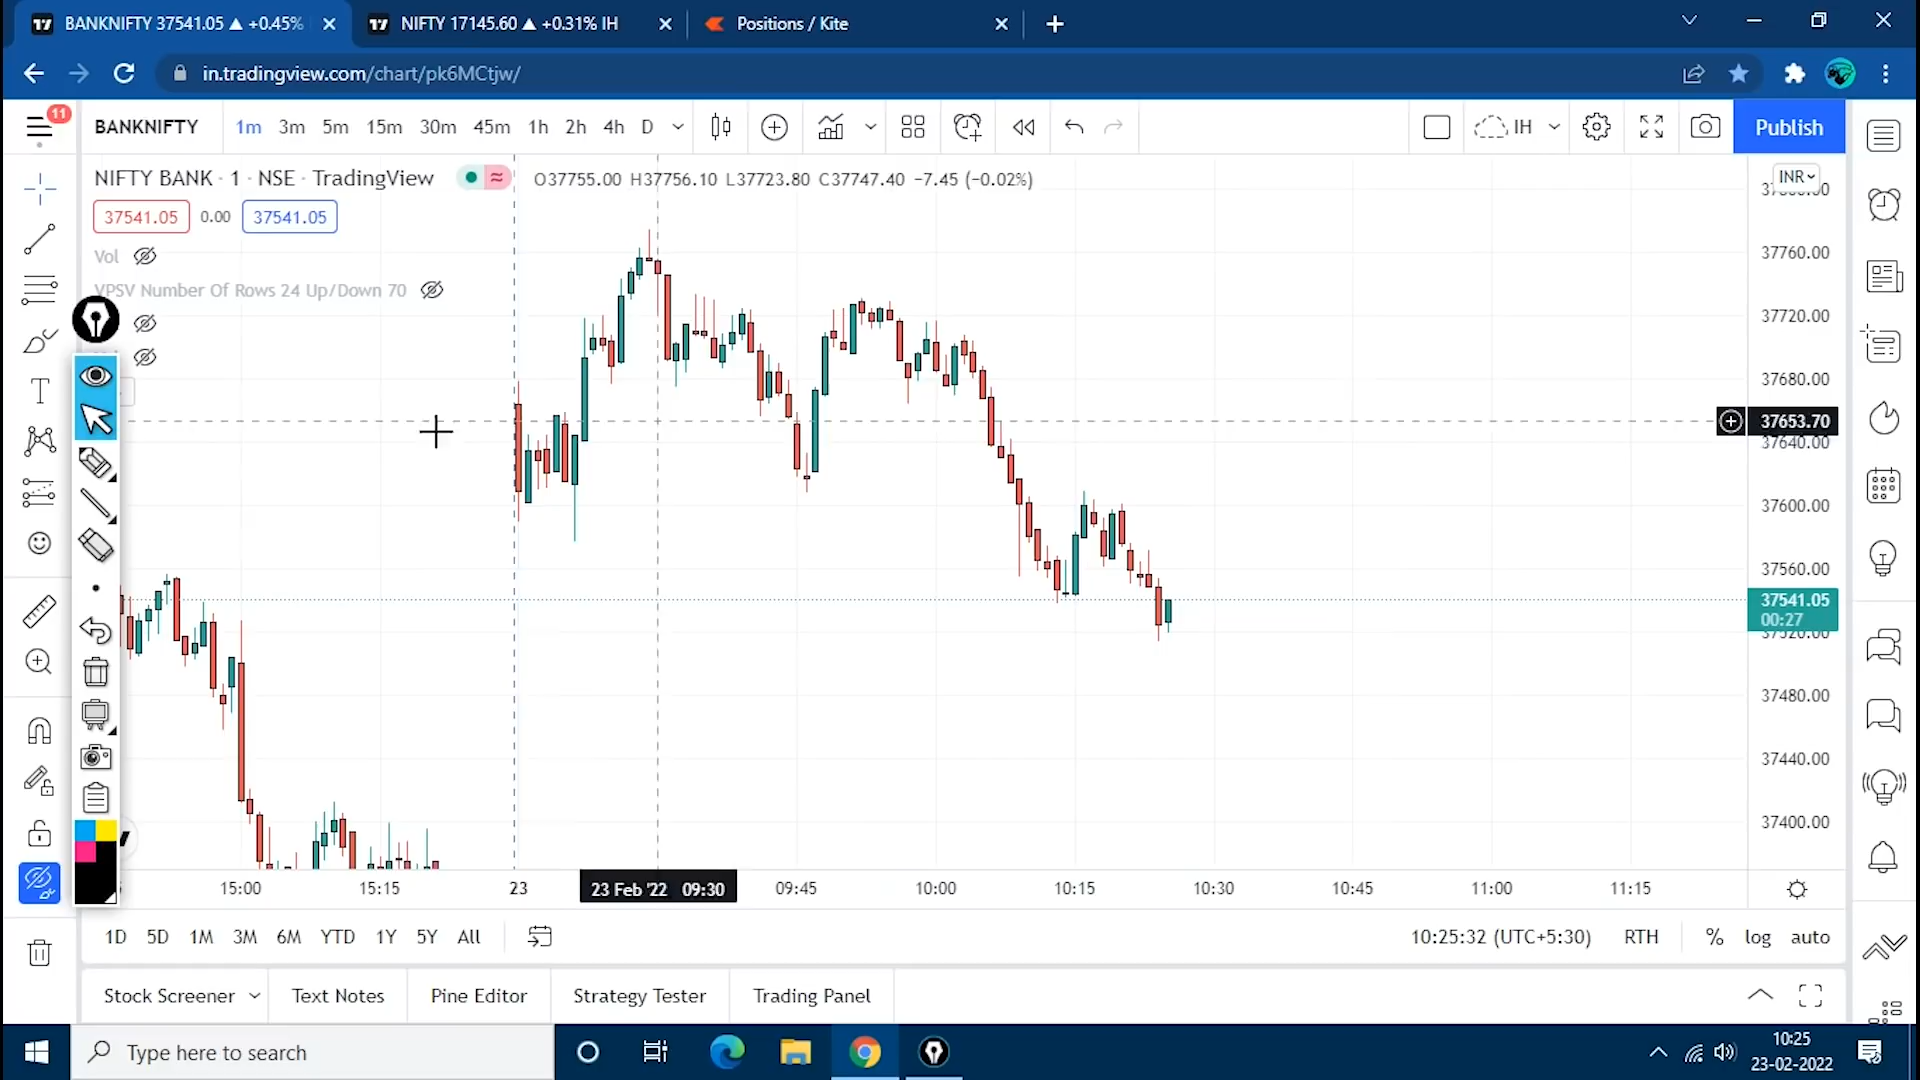 BANKNIFTY 37541.05 ▲ +0.45%
NIFTY 17145.60 ▲ +0.31% IH
Positions / Kite
in.tradingview.com/chart/pk6MCtjw/
11
BANKNIFTY
1m 3m 5m 15m 30m 45m 1h 2h 4h D
IH
Publish
NIFTY BANK · 1 · NSE · TradingView
O37755.00 H37756.10 L37723.80 C37747.40 −7.45 (−0.02%)
INR
37541.05 0.00 37541.05
Vol
VPSV Number Of Rows 24 Up/Down 70
37760.00
37720.00
37680.00
37653.70
37640.00
37600.00
37560.00
37541.05
00:27
37520.00
37480.00
37440.00
37400.00
15:00 15:15 23 23 Feb '22 09:30 09:45 10:00 10:15 10:30 10:45 11:00 11:15
1D 5D 1M 3M 6M YTD 1Y 5Y All
10:25:32 (UTC+5:30) RTH % log auto
Stock Screener Text Notes Pine Editor Strategy Tester Trading Panel
Type here to search
10:25
23-02-2022